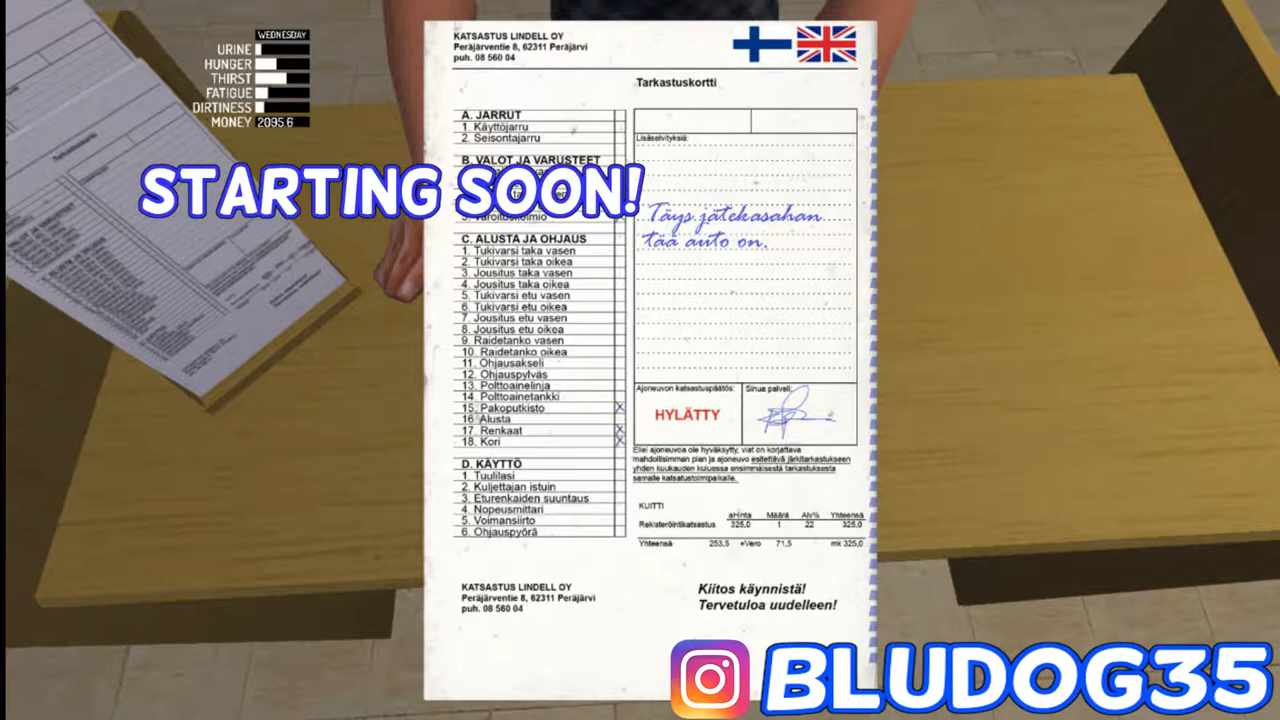 WEDNESDAY
URINE
HUNGER
THIRST
FATIGUE
DIRTINESS
MONEY 2095.6
KATSASTUS LINDELL OY
Peräjärventie 8, 62311 Peräjärvi
puh. 08 560 04
Tarkastuskortti
A. JARRUT
1. Käyttöjarru
2. Seisontajarru
B. VALOT JA VARUSTEET
STARTING SOON!
C. ALUSTA JA OHJAUS
1. Tukivarsi taka vasen
2. Tukivarsi taka oikea
3. Jousitus taka vasen
4. Jousitus taka oikea
5. Tukivarsi etu vasen
6. Tukivarsi etu oikea
7. Jousitus etu vasen
8. Jousitus etu oikea
9. Raidetanko vasen
10. Raidetanko oikea
11. Ohjausakseli
12. Ohjauspylväs
13. Polttoainelinja
14. Polttoainetankki
15. Pakoputkisto X
16 Alusta
17. Renkaat X
18. Kori X
D. KÄYTTÖ
1. Tuulilasi
2. Kuljettajan istuin
3. Eturenkaiden suuntaus
4. Nopeusmittari
5. Voimansiirto
6. Ohjauspyörä
Lisäselvityksiä:
Täys jätekasahan
tää auto on.
Ajoneuvon katsastuspäätös:
HYLÄTTY
Sinua palveli:
Ellei ajoneuvoa ole hyväksytty, viat on korjattava
mahdollisimman pian ja ajoneuvo esitettävä jälkitarkastukseen
yhden kuukauden kuluessa ensimmäisestä tarkastuksesta
samalle katsastustoimipaikalle.
KUITTI
aHinta Määrä Alv% Yhteensä
Rekisteröintikatsastus 325,0 1 22 325,0
Yhteensä 253,5 +Vero 71,5 mk 325,0
KATSASTUS LINDELL OY
Peräjärventie 8, 62311 Peräjärvi
puh. 08 560 04
Kiitos käynnistä!
Tervetuloa uudelleen!
BLUDOG35